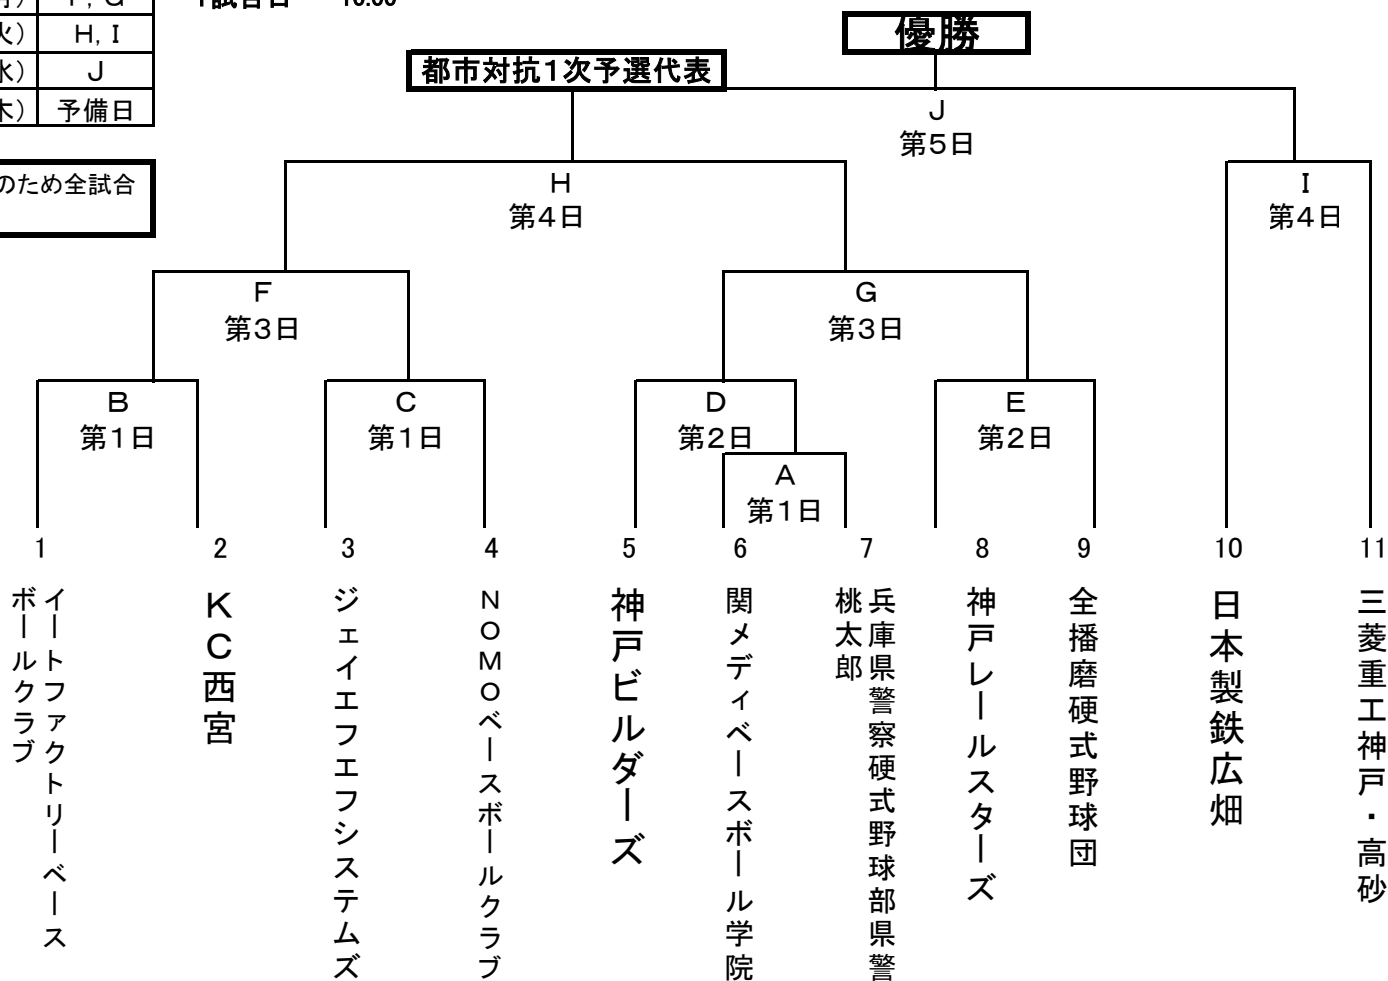 F, G
1試合目
10:00
火）
H, I
水）
J
木）
予備日
のため全試合
優勝
都市対抗1次予選代表
J
第5日
H
第4日
I
第4日
F
第3日
G
第3日
B
第1日
C
第1日
D
第2日
E
第2日
A
第1日
1
2
3
4
5
6
7
8
9
10
11
イートファクトリーベース
ボールクラブ
KC西宮
ジェイエフエフシステムズ
NOMOベースボールクラブ
神戸ビルダーズ
関メディベースボール学院
兵庫県警察硬式野球部県警
桃太郎
神戸レールスターズ
全播磨硬式野球団
日本製鉄広畑
三菱重工神戸・高砂